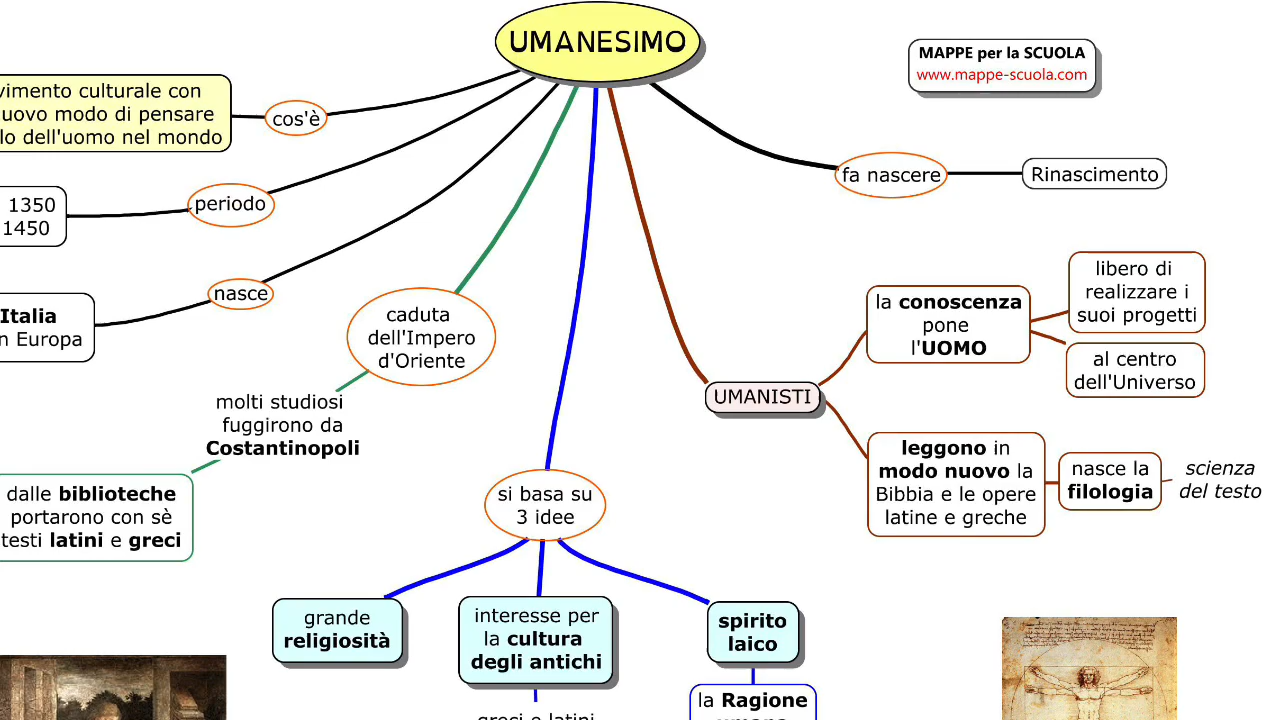 UMANESIMO
MAPPE per la SCUOLA
www.mappe-scuola.com
vimento culturale con
uovo modo di pensare
lo dell'uomo nel mondo
cos'è
1350
1450
periodo
Italia
n Europa
nasce
caduta
dell'Impero
d'Oriente
molti studiosi
fuggirono da
Costantinopoli
dalle biblioteche
portarono con sè
testi latini e greci
si basa su
3 idee
grande
religiosità
interesse per
la cultura
degli antichi
greci e latini
spirito
laico
la Ragione
umana
fa nascere
Rinascimento
UMANISTI
la conoscenza
pone
l'UOMO
libero di
realizzare i
suoi progetti
al centro
dell'Universo
leggono in
modo nuovo la
Bibbia e le opere
latine e greche
nasce la
filologia
scienza
del testo